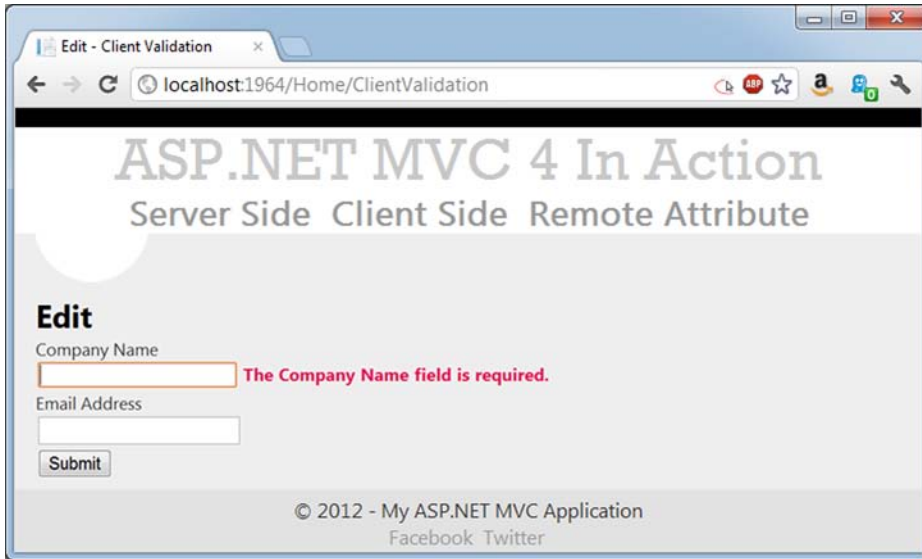 Edit - Client Validation
localhost:1964/Home/ClientValidation
ABP
a
0
ASP.NET MVC 4 In Action
Server Side Client Side Remote Attribute
Edit
Company Name
The Company Name field is required.
Email Address
Submit
© 2012 - My ASP.NET MVC Application
Facebook Twitter